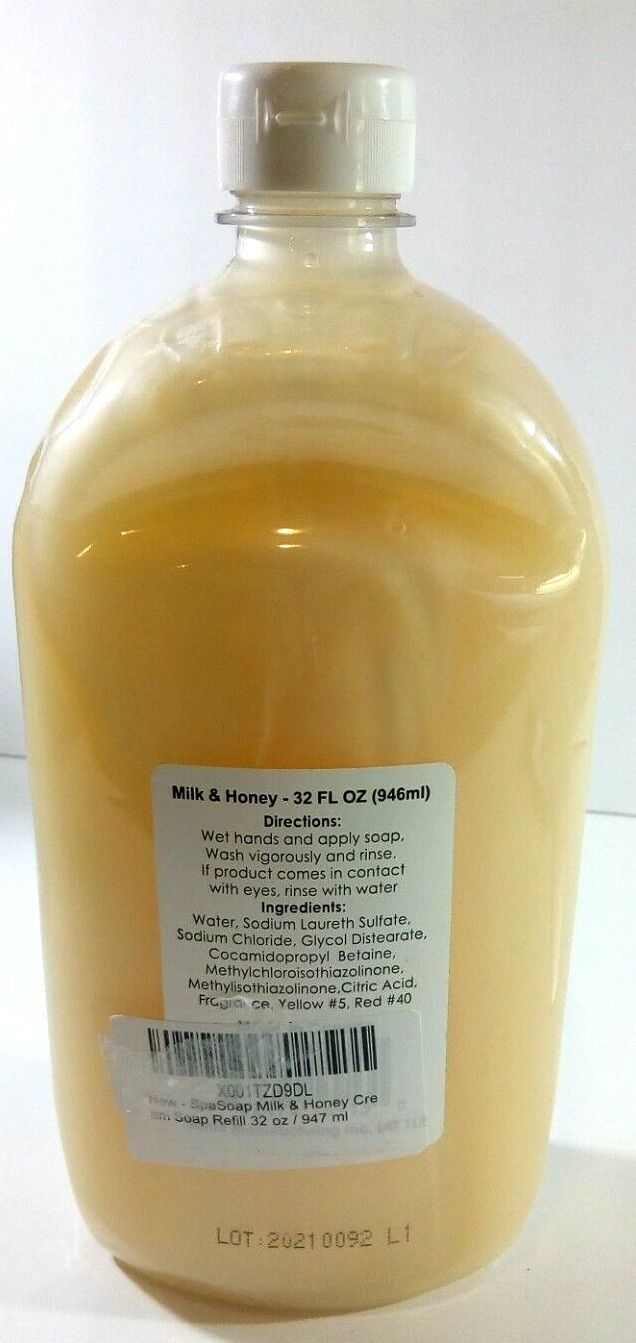 Milk & Honey - 32 FL OZ (946ml)
Directions:
Wet hands and apply soap,
Wash vigorously and rinse.
If product comes in contact
with eyes, rinse with water
Ingredients:
Water, Sodium Laureth Sulfate,
Sodium Chloride, Glycol Distearate,
Cocamidopropyl Betaine,
Methylchloroisothiazolinone,
Methylisothiazolinone,Citric Acid,
Fragrance, Yellow #5, Red #40
X001TZD9DL
New - SpaSoap Milk & Honey Cre
am Soap Refill 32 oz / 947 ml
LOT:20210092 L1